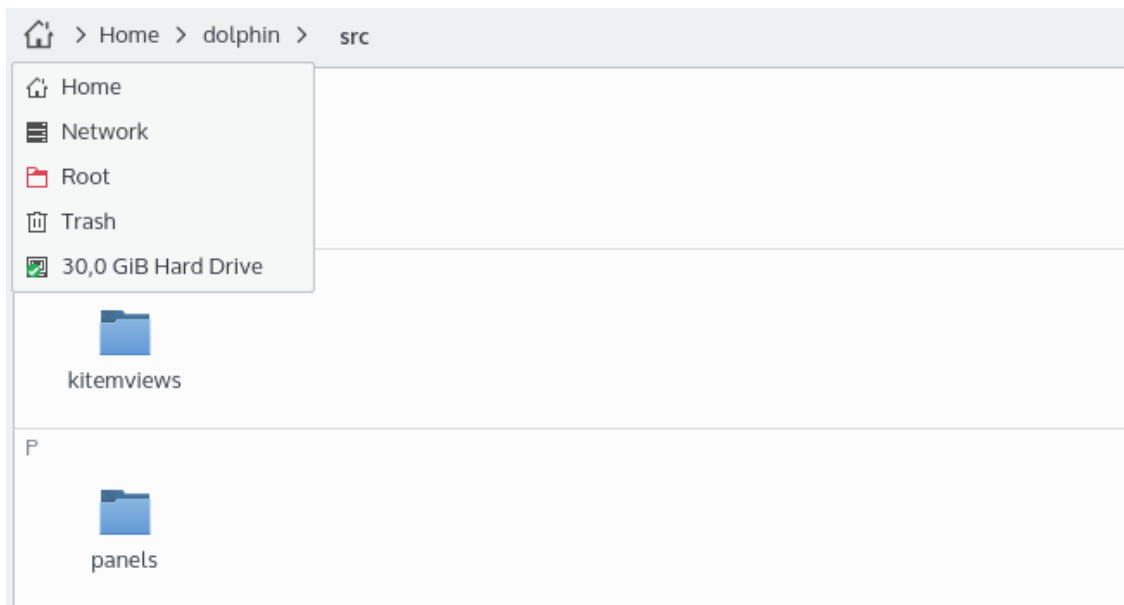 > Home > dolphin > src
Home
Network
Root
Trash
30,0 GiB Hard Drive
kitemviews
P
panels